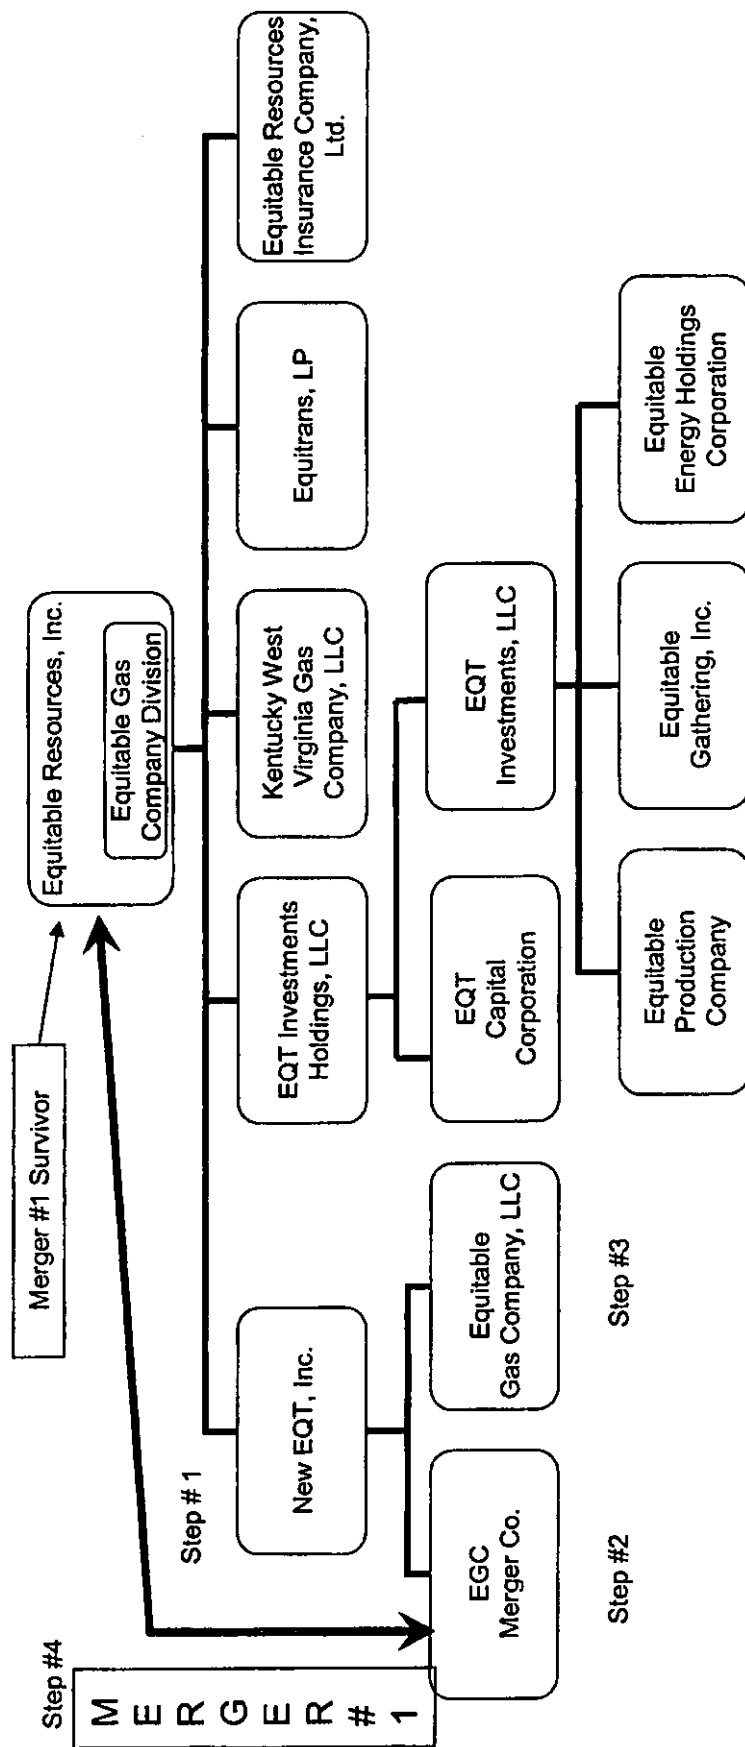 Step #4
M
E
R
G
E
R
#
1
Merger #1 Survivor
Equitable Resources, Inc.
Equitable Gas
Company Division
Step # 1
New EQT, Inc.
EQT Investments
Holdings, LLC
Kentucky West
Virginia Gas
Company, LLC
Equitrans, LP
Equitable Resources
Insurance Company,
Ltd.
EGC
Merger Co.
Equitable
Gas Company, LLC
EQT
Capital
Corporation
EQT
Investments, LLC
Step #2
Step #3
Equitable
Production
Company
Equitable
Gathering, Inc.
Equitable
Energy Holdings
Corporation